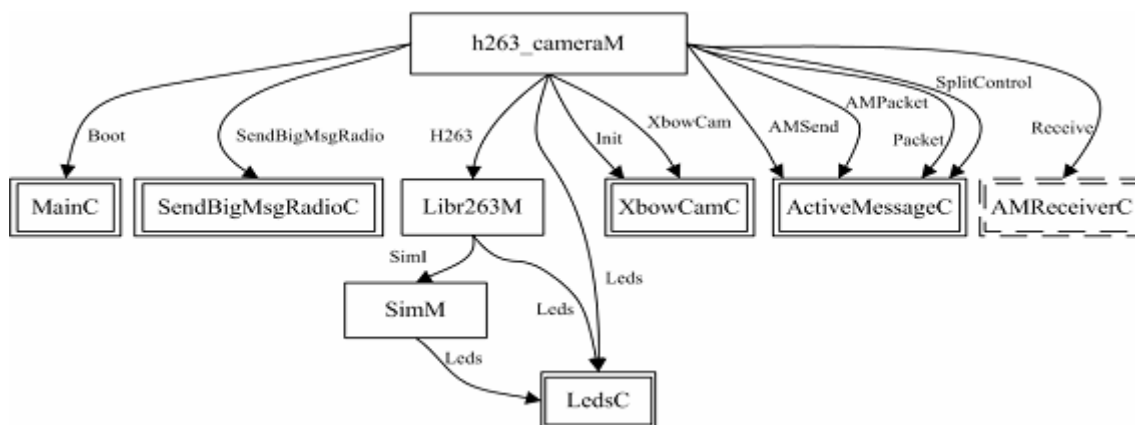 h263_cameraM
SplitControl
AMPacket
XbowCam
Boot
SendBigMsgRadio
H263
Init
AMSend
Packet
Receive
MainC
SendBigMsgRadioC
Libr263M
XbowCamC
ActiveMessageC
AMReceiverC
SimI
Leds
Leds
SimM
Leds
LedsC